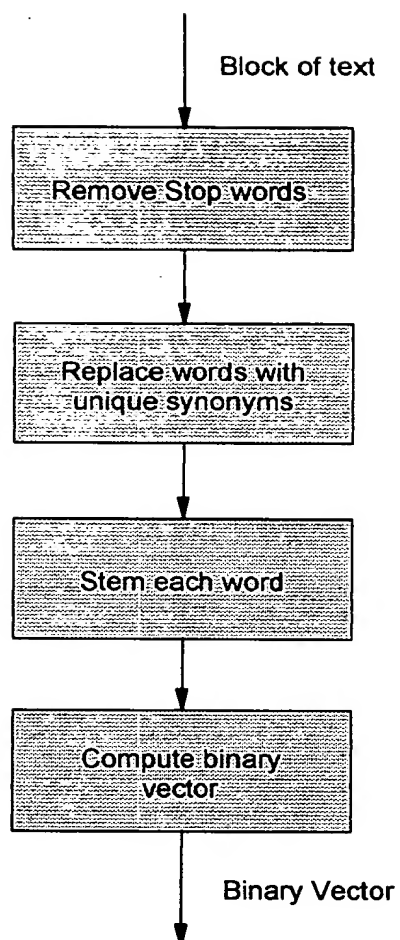 Block of text
Remove Stop words
Replace words with
unique synonyms
Stem each word
Compute binary
vector
Binary Vector